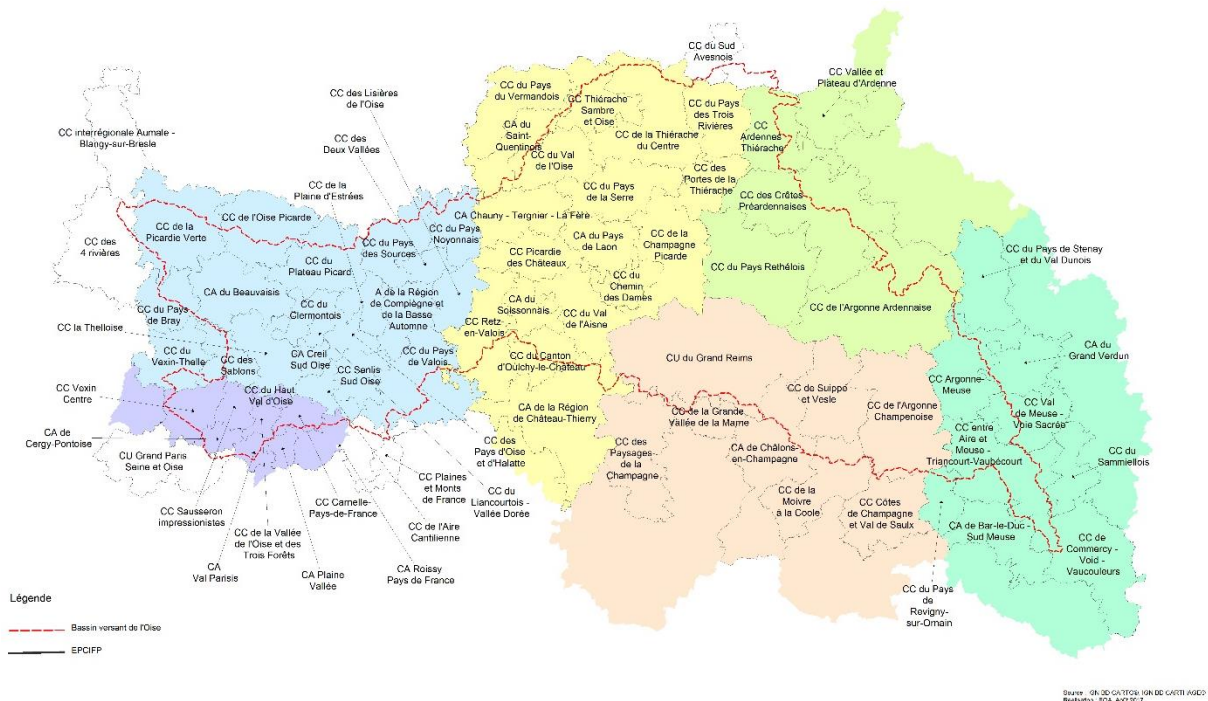 CC du Sud
Avesnois
CC Vallée et
Plateau d'Ardenne
CC des Lisières
de l'Oise
CC du Pays
du Vermandois
CC Thiérache
Sambre
et Oise
CC du Pays
des Trois
Rivières
CC interrégionale Aumale -
Blangy-sur-Bresle
CC des
Deux Vallées
CA du
Saint-
Quentinois
CC de la Thiérache
du Centre
CC
Ardennes
Thiérache
CC du Val
de l'Oise
CC des
Portes de la
Thiérache
CC de la
Plaine d'Estrées
CC du Pays
de la Serre
CC des Crêtes
Préardennaises
CC de l'Oise Picarde
CA Chauny - Tergnier - La Fère
CC de la
Picardie Verte
CC du Pays
Noyonnais
CC des
4 rivières
CC du Pays
des Sources
CA du Pays
de Laon
CC de la
Champagne
Picarde
CC du Pays de Stenay
et du Val Dunois
CC Picardie
des Châteaux
CC du
Plateau Picard
CC du Pays Rethélois
CC du
Chemin
des Dames
CA du Beauvaisis
A de la Région
de Compiègne et
de la Basse
Automne
CC du
Clermontois
CA du
Soissonnais
CC de l'Argonne Ardennaise
CC du Pays
de Bray
CC du Val
de l'Aisne
CC la Thelloise
CC Retz
en-Valois
CA du
Grand Verdun
CC du
Vexin-Thelle
CC des
Sablons
CA Creil
Sud Oise
CC Senlis
Sud Oise
CC du Pays
de Valois
CC du Canton
d'Oulchy-le-Château
CU du Grand Reims
CC Argonne-
Meuse
CC Vexin
Centre
CC du Haut
Val d'Oise
CC de Suippe
et Vesle
CC Val
de Meuse -
Voie Sacrée
CA de la Région
de Château-Thierry
CC de la Grande
Vallée de la Marne
CC de l'Argonne
Champenoise
CC entre
Aire et
Meuse -
Triancourt-Vaubécourt
CA de
Cergy-Pontoise
CC des
Pays d'Oise
et d'Halatte
CC des
Paysages
de la
Champagne
CA de Châlons-
en-Champagne
CC du
Sammiellois
CU Grand Paris
Seine et Oise
CC Plaines
et Monts
de France
CC du
Liancourtois -
Vallée Dorée
CC de la
Moivre
à la Coole
CC Côtes
de Champagne
et Val de Saulx
CC Carnelle-
Pays-de-France
CC Sausseron
impressionistes
CC de l'Aire
Cantilienne
CA de Bar-le-Duc -
Sud Meuse
CC de la Vallée
de l'Oise et des
Trois Forêts
CC de
Commercy -
Void -
Vaucouleurs
CA
Val Parisis
CA Plaine
Vallée
CA Roissy
Pays de France
CC du Pays
de
Revigny-
sur-Ornain
Légende
Bassin versant de l'Oise
EPCIFP